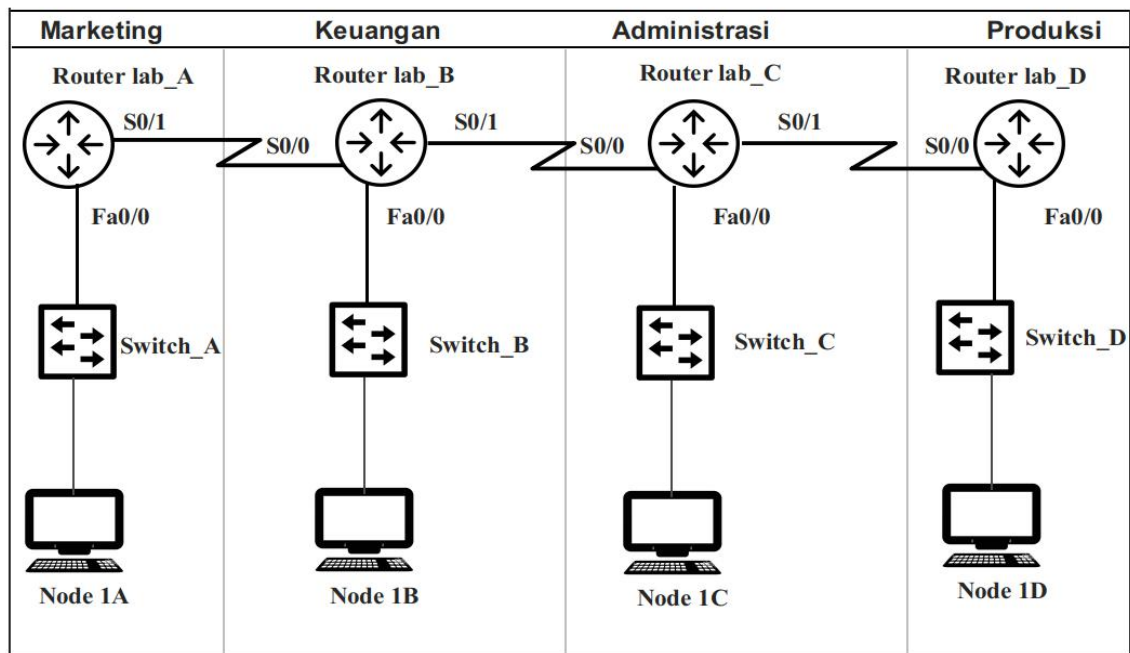 Marketing Keuangan Administrasi Produksi
Router lab_A Router lab_B Router lab_C Router lab_D
S0/1 S0/0 S0/1 S0/0 S0/1 S0/0
Fa0/0 Fa0/0 Fa0/0 Fa0/0
Switch_A Switch_B Switch_C Switch_D
Node 1A Node 1B Node 1C Node 1D